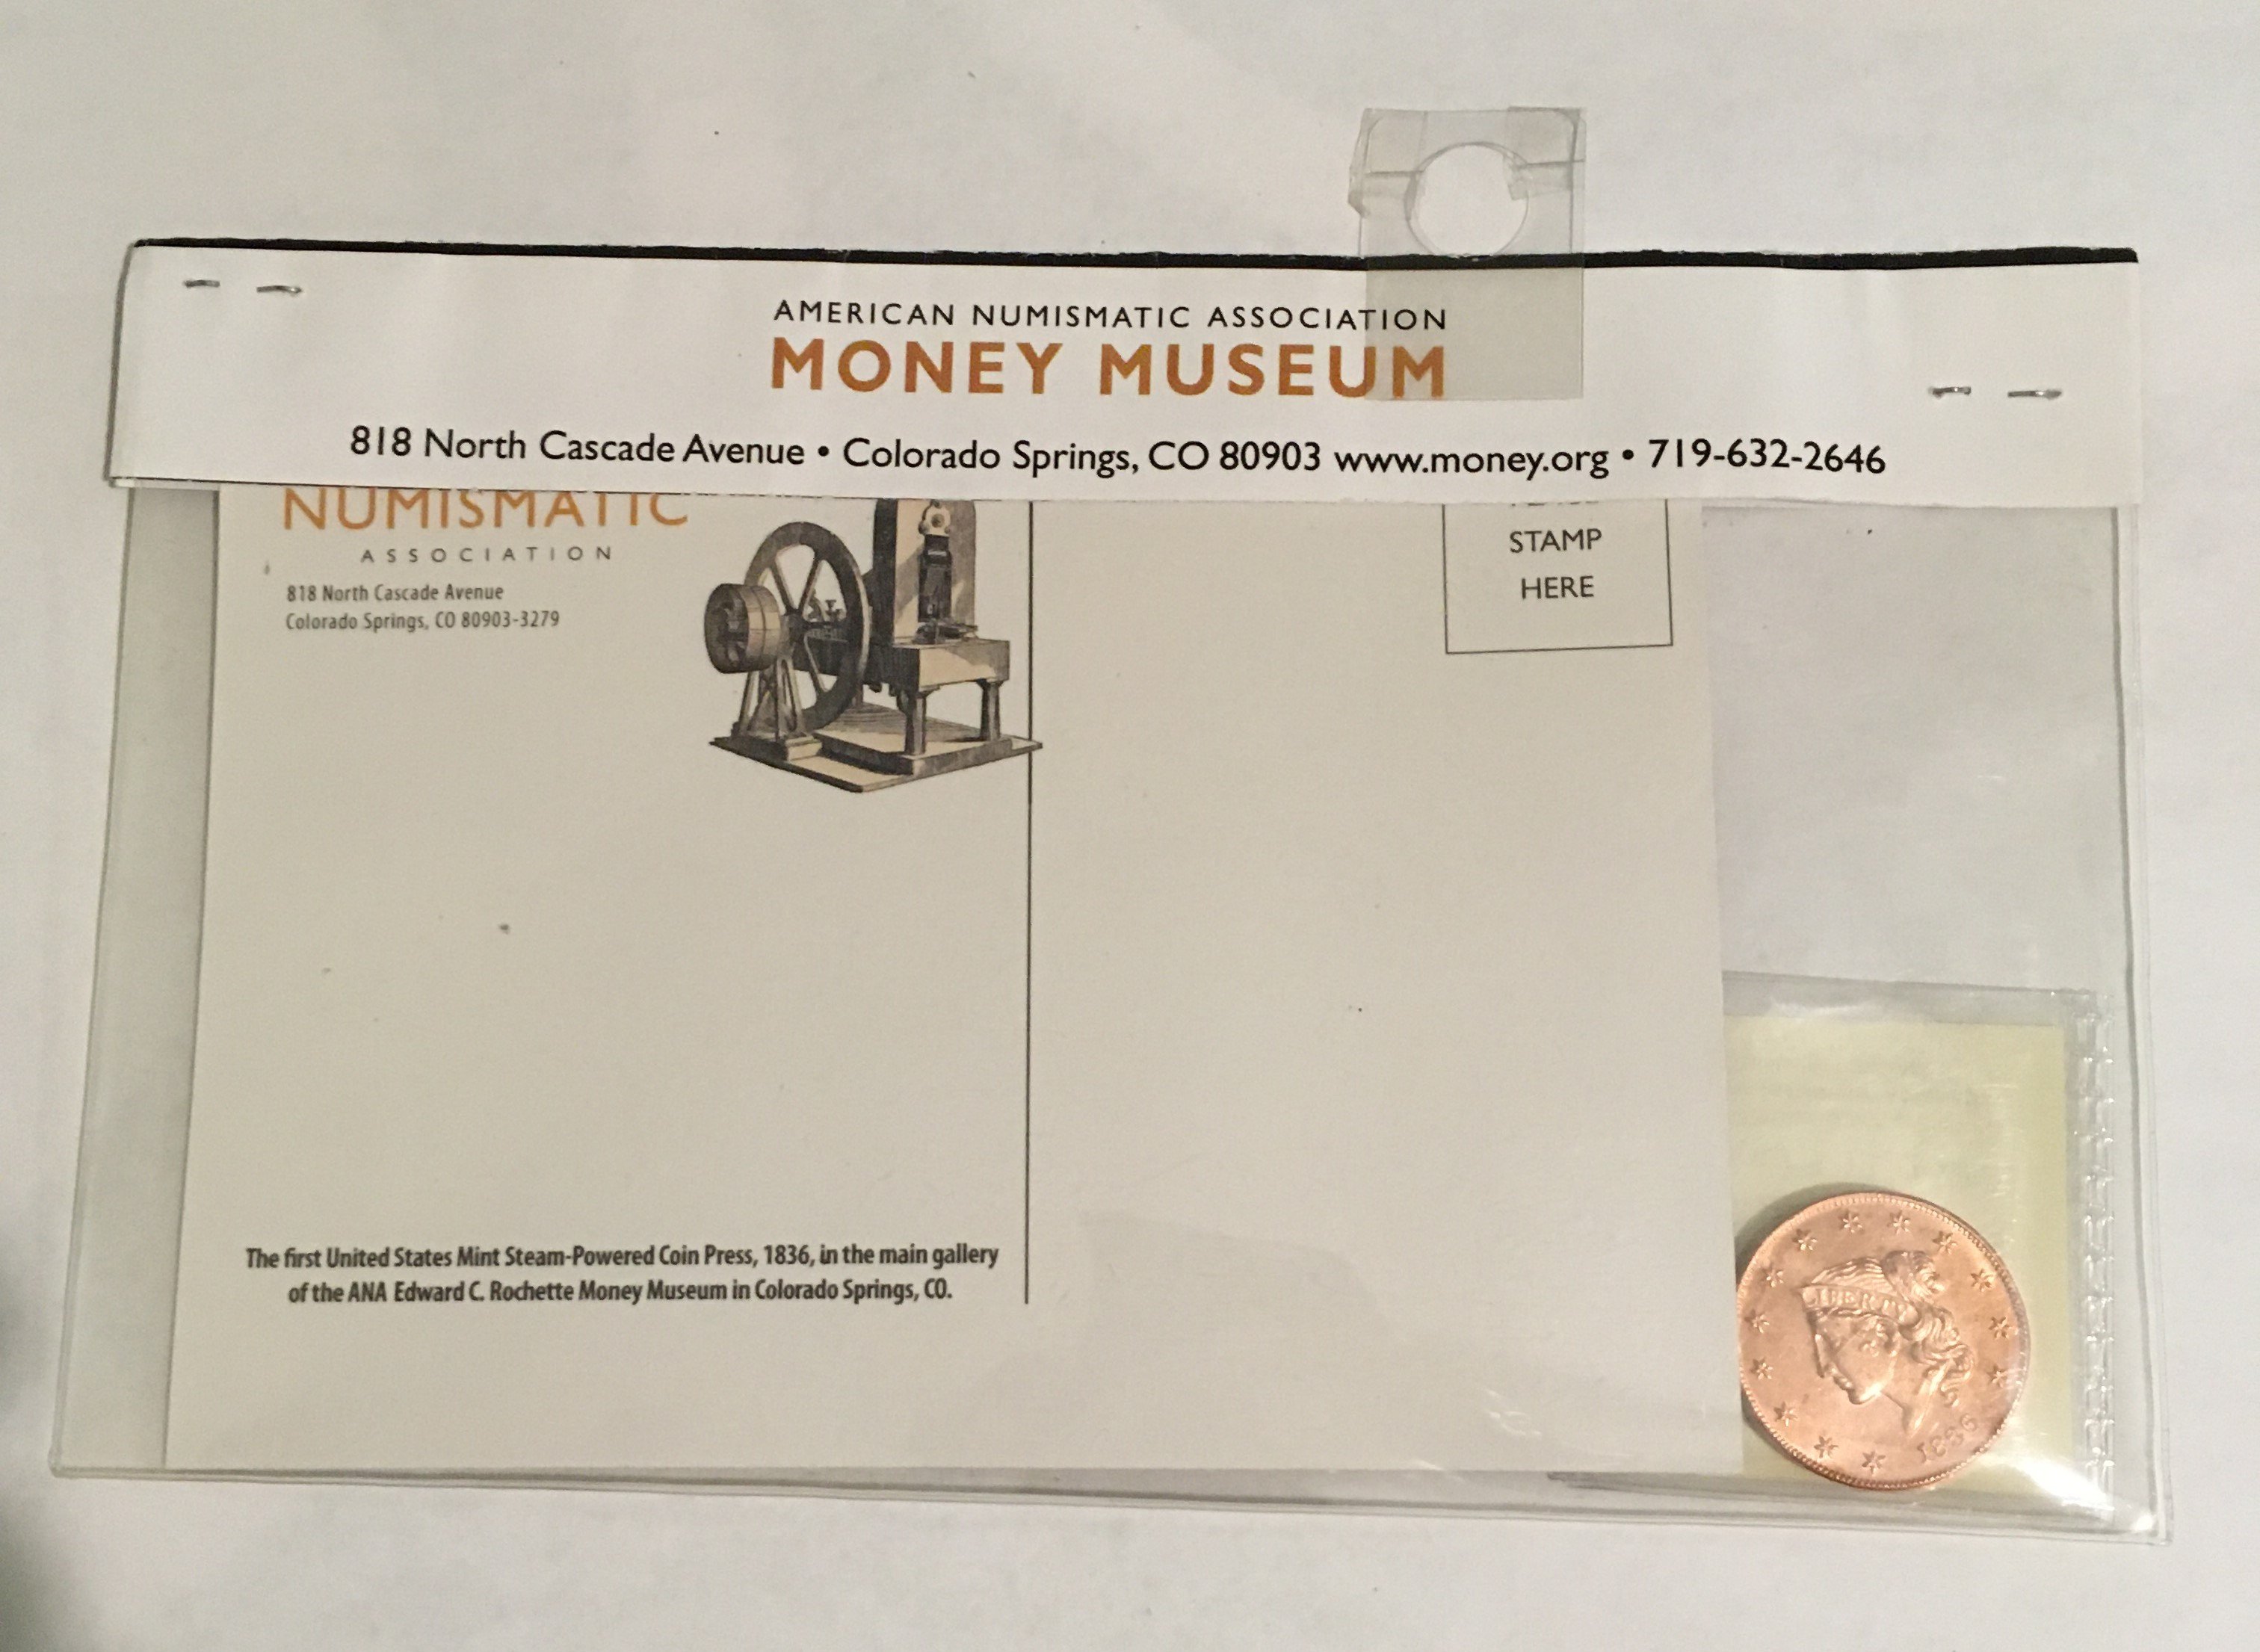 AMERICAN NUMISMATIC ASSOCIATION
MONEY MUSEUM
818 North Cascade Avenue • Colorado Springs, CO 80903 www.money.org • 719-632-2646
NUMISMATIC
ASSOCIATION
818 North Cascade Avenue
Colorado Springs, CO 80903-3279
STAMP
HERE
The first United States Mint Steam-Powered Coin Press, 1836, in the main gallery
of the ANA Edward C. Rochette Money Museum in Colorado Springs, CO.
LIBERTY
1836